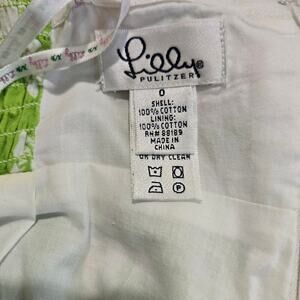 Lilly®
PULITZER
0
SHELL:
100% COTTON
LINING:
100% COTTON
RN# 88189
MADE IN
CHINA
OR DRY CLEAN
P